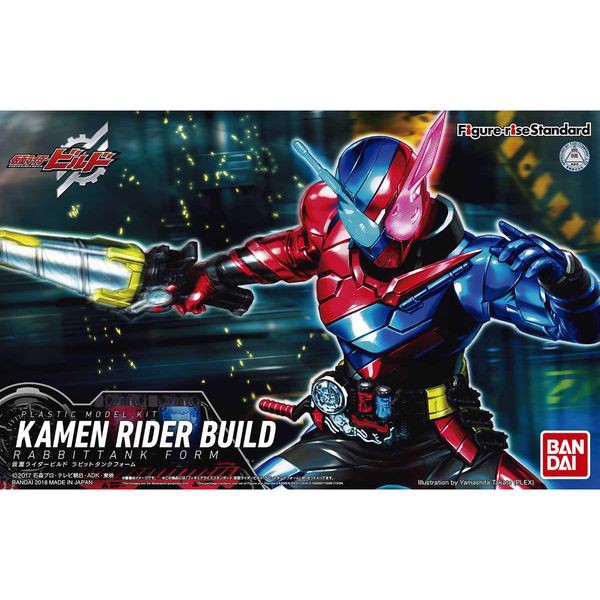 Figure-riseStandard
仮面ライダービルド
PLASTIC MODEL KIT
KAMEN RIDER BUILD
RABBITTANK FORM
仮面ライダービルド ラビットタンクフォーム
©2017 石森プロ・テレビ朝日・ADK・東映
BANDAI 2018 MADE IN JAPAN
BAN
DAI
Illustration by Yamashita Takato (PLEX)